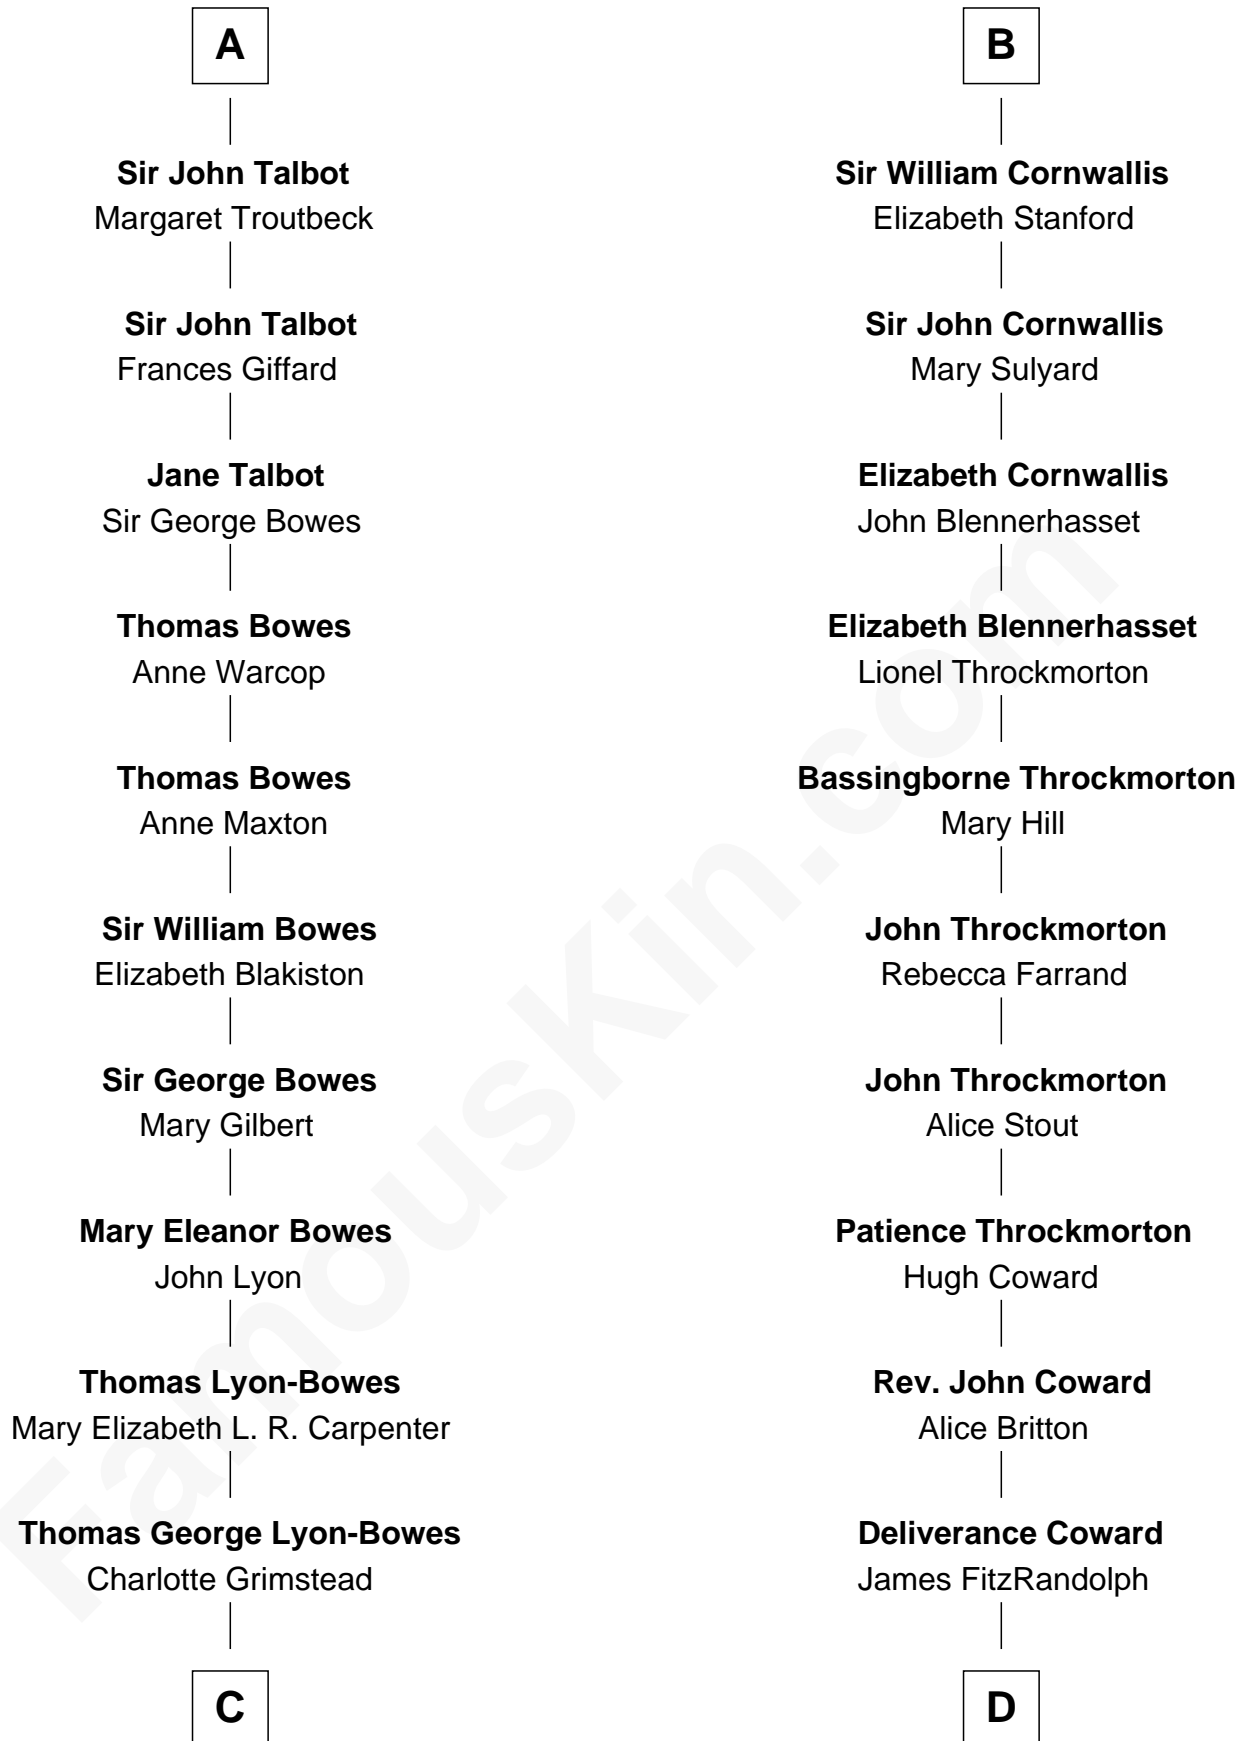 A
Sir John Talbot
Margaret Troutbeck
Sir John Talbot
Frances Giffard
Jane Talbot
Sir George Bowes
Thomas Bowes
Anne Warcop
Thomas Bowes
Anne Maxton
Sir William Bowes
Elizabeth Blakiston
Sir George Bowes
Mary Gilbert
Mary Eleanor Bowes
John Lyon
Thomas Lyon-Bowes
Mary Elizabeth L. R. Carpenter
Thomas George Lyon-Bowes
Charlotte Grimstead
C
B
Sir William Cornwallis
Elizabeth Stanford
Sir John Cornwallis
Mary Sulyard
Elizabeth Cornwallis
John Blennerhasset
Elizabeth Blennerhasset
Lionel Throckmorton
Bassingborne Throckmorton
Mary Hill
John Throckmorton
Rebecca Farrand
John Throckmorton
Alice Stout
Patience Throckmorton
Hugh Coward
Rev. John Coward
Alice Britton
Deliverance Coward
James FitzRandolph
D
FamousKin.com